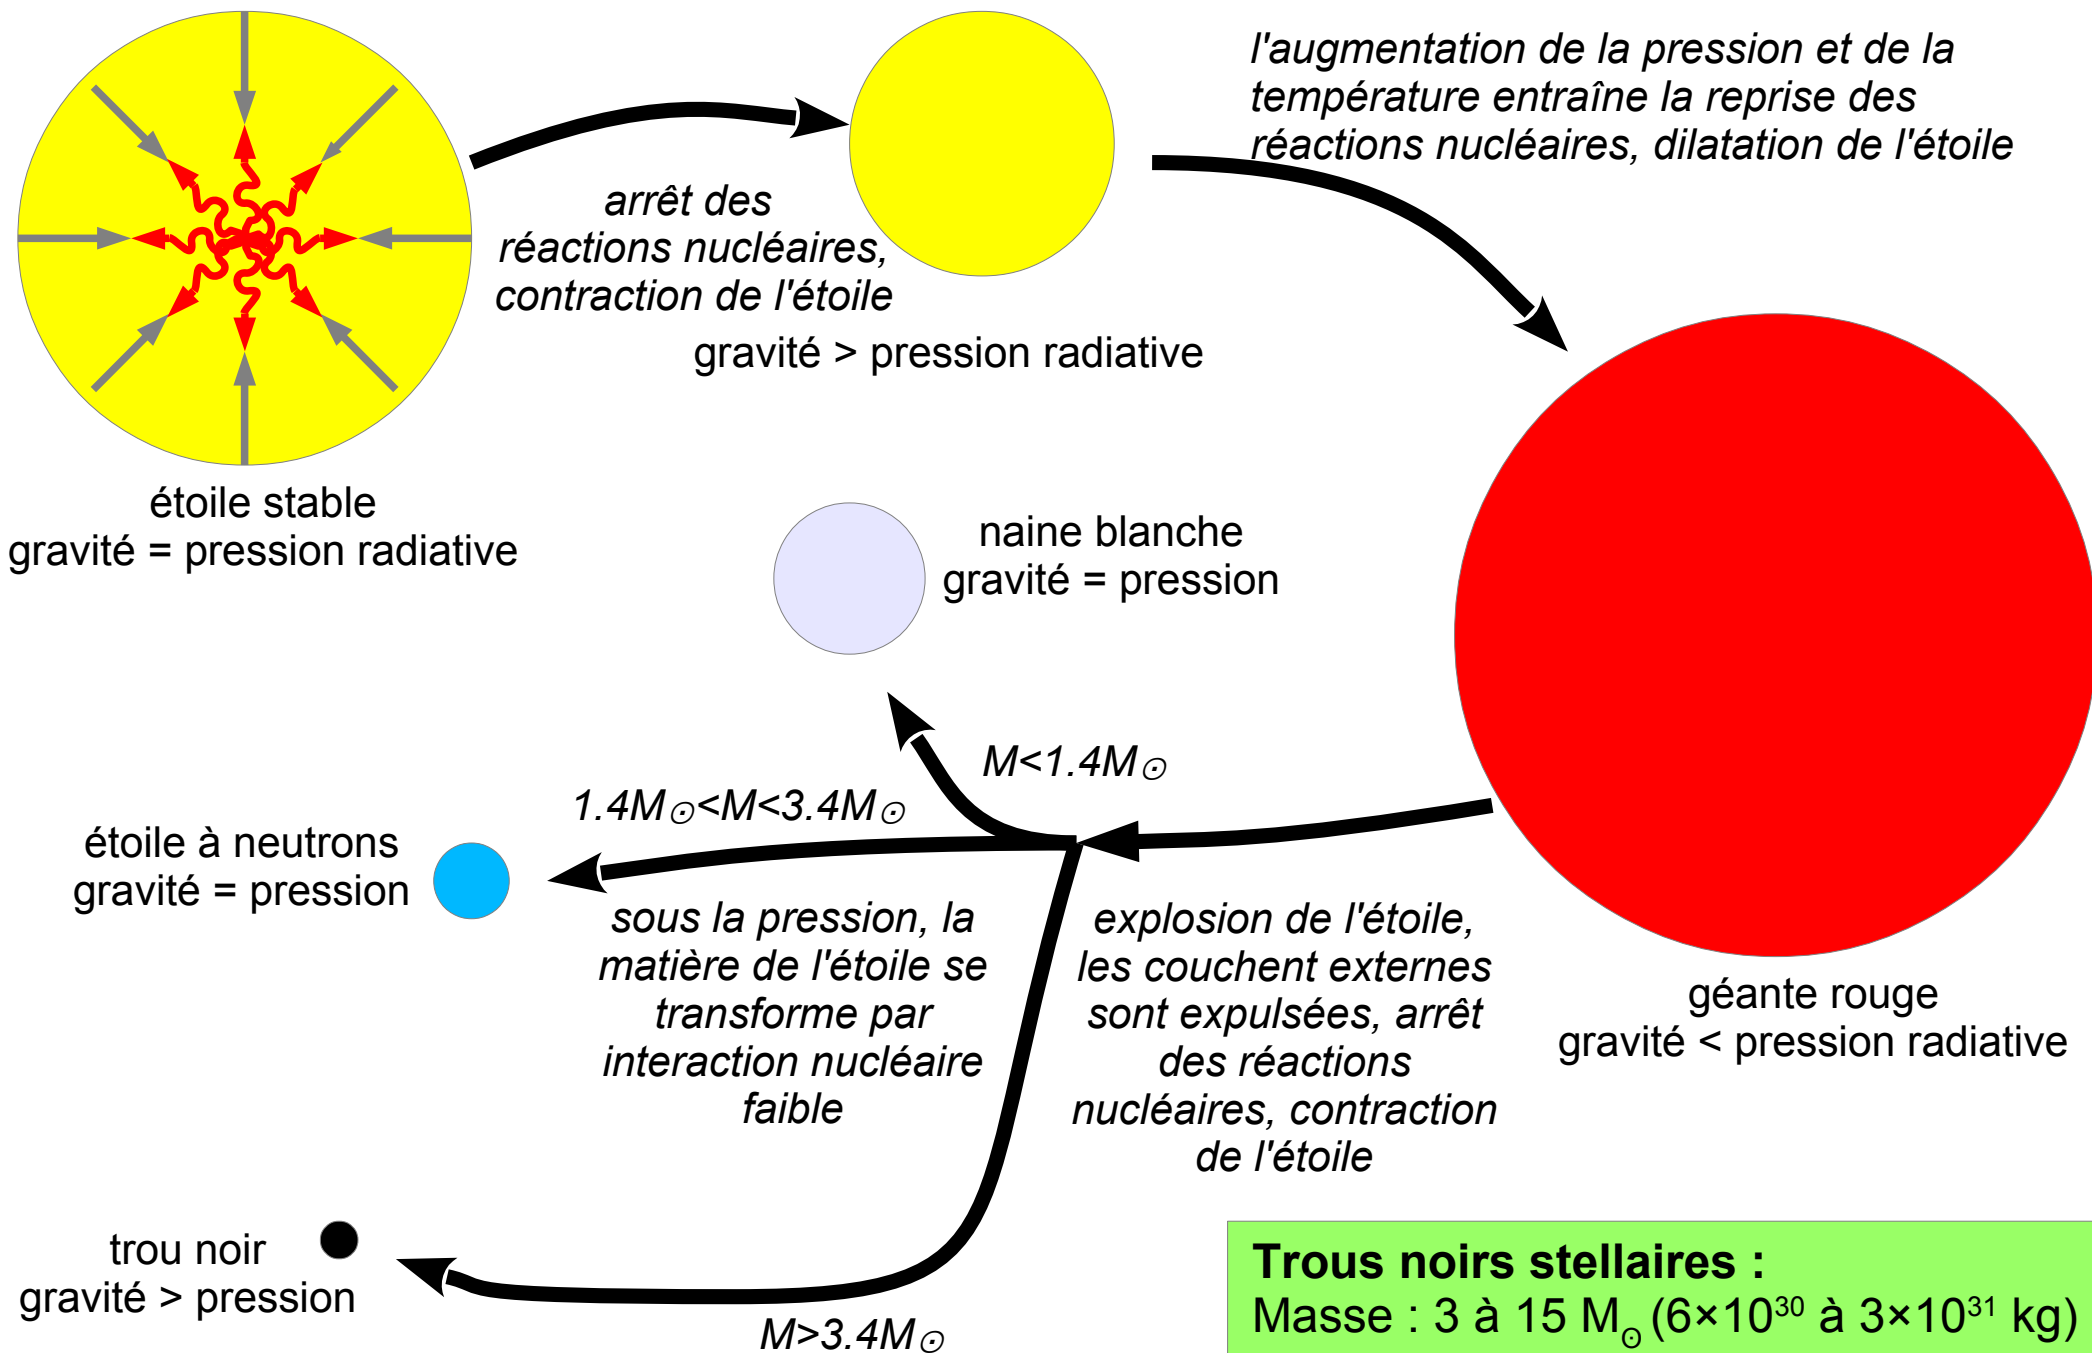 l'augmentation de la pression et de la
température entraîne la reprise des
réactions nucléaires, dilatation de l'étoile
arrêt des
réactions nucléaires,
contraction de l'étoile
gravité > pression radiative
étoile stable
gravité = pression radiative
naine blanche
gravité = pression
M<1.4M⊙
1.4M⊙<M<3.4M⊙
étoile à neutrons
gravité = pression
sous la pression, la
matière de l'étoile se
transforme par
interaction nucléaire
faible
explosion de l'étoile,
les couchent externes
sont expulsées, arrêt
des réactions
nucléaires, contraction
de l'étoile
géante rouge
gravité < pression radiative
trou noir
gravité > pression
M>3.4M⊙
Trous noirs stellaires :
Masse : 3 à 15 M⊙ (6×10³⁰ à 3×10³¹ kg)